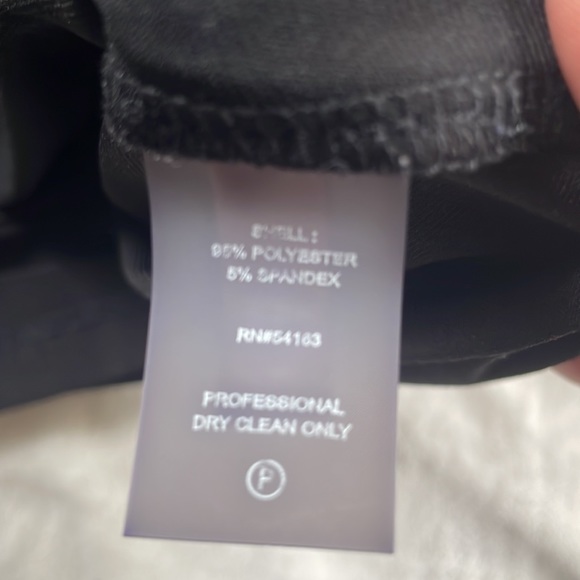 SHELL:
95% POLYESTER
5% SPANDEX
RN#54163
PROFESSIONAL
DRY CLEAN ONLY
P